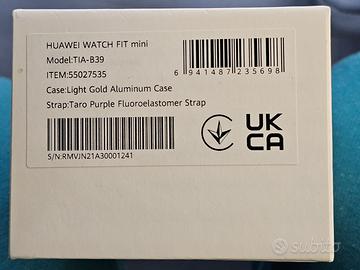 HUAWEI WATCH FIT mini
Model:TIA-B39
ITEM:55027535
6 941487 235698
Case:Light Gold Aluminum Case
Strap:Taro Purple Fluoroelastomer Strap
UK
CA
S/N:RMVJN21A30001241
subito